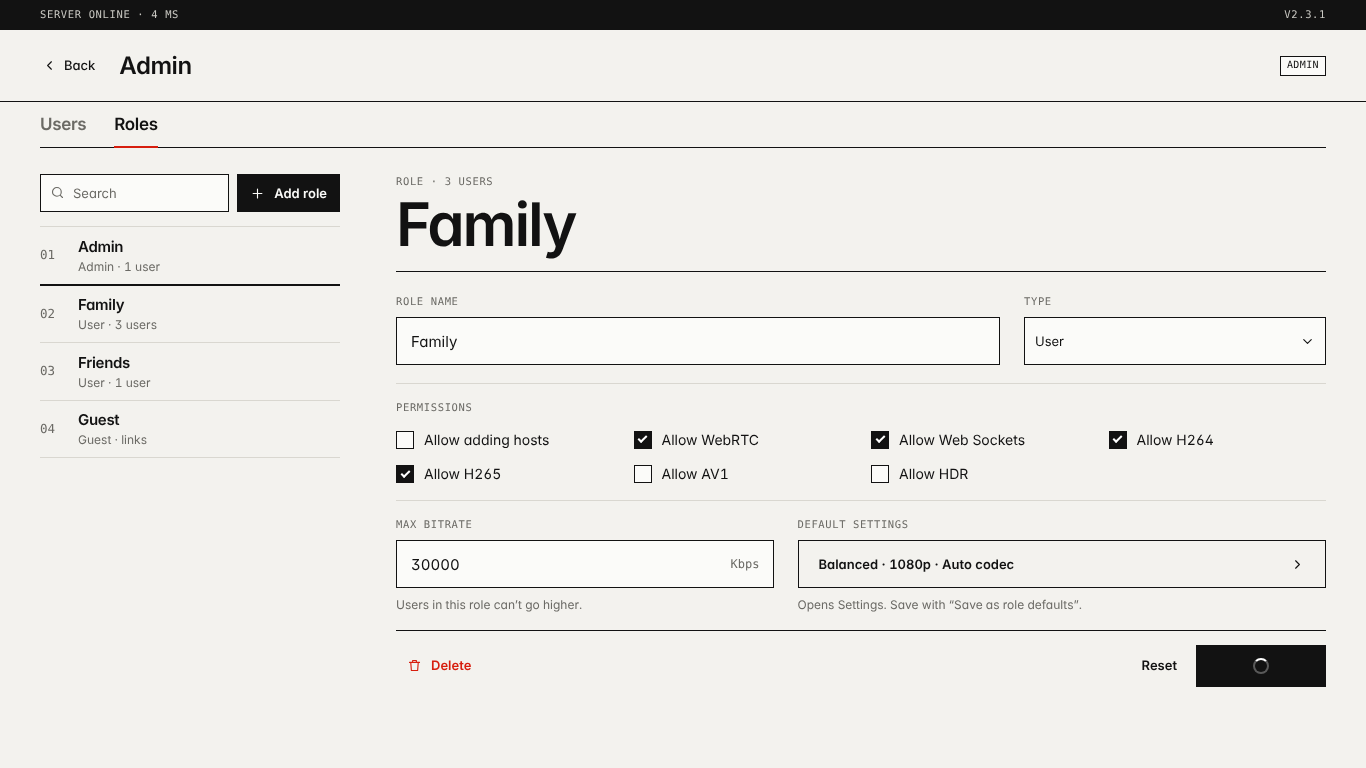 SERVER ONLINE · 4 MS
V2.3.1
Back
Admin
ADMIN
Users
Roles
Search
Add role
01
Admin
Admin · 1 user
02
Family
User · 3 users
03
Friends
User · 1 user
04
Guest
Guest · links
ROLE · 3 USERS
Family
ROLE NAME
TYPE
Family
User
PERMISSIONS
Allow adding hosts
Allow WebRTC
Allow Web Sockets
Allow H264
Allow H265
Allow AV1
Allow HDR
MAX BITRATE
DEFAULT SETTINGS
30000
Kbps
Balanced · 1080p · Auto codec
Users in this role can’t go higher.
Opens Settings. Save with “Save as role defaults”.
Delete
Reset